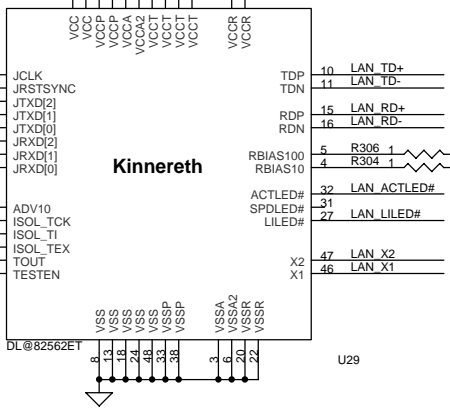 VCC VCC VCCP VCCP VCCA VCCA2 VCCT VCCT VCCT VCCT VCCR VCCR
JCLK
JRSTSYNC
JTXD[2]
JTXD[1]
JTXD[0]
JRXD[2]
JRXD[1]
JRXD[0]
ADV10
ISOL_TCK
ISOL_TI
ISOL_TEX
TOUT
TESTEN
Kinnereth
TDP 10 LAN_TD+
TDN 11 LAN_TD-
RDP 15 LAN_RD+
RDN 16 LAN_RD-
RBIAS100 5 R306 1
RBIAS10 4 R304 1
ACTLED# 32 LAN_ACTLED#
SPDLED# 31
LILED# 27 LAN_LILED#
X2 47 LAN_X2
X1 46 LAN_X1
VSS VSS VSS VSS VSS VSSP VSSP VSSA VSSA2 VSSR VSSR
DL@82562ET
8 13 18 24 48 33 38 3 6 20 22
U29